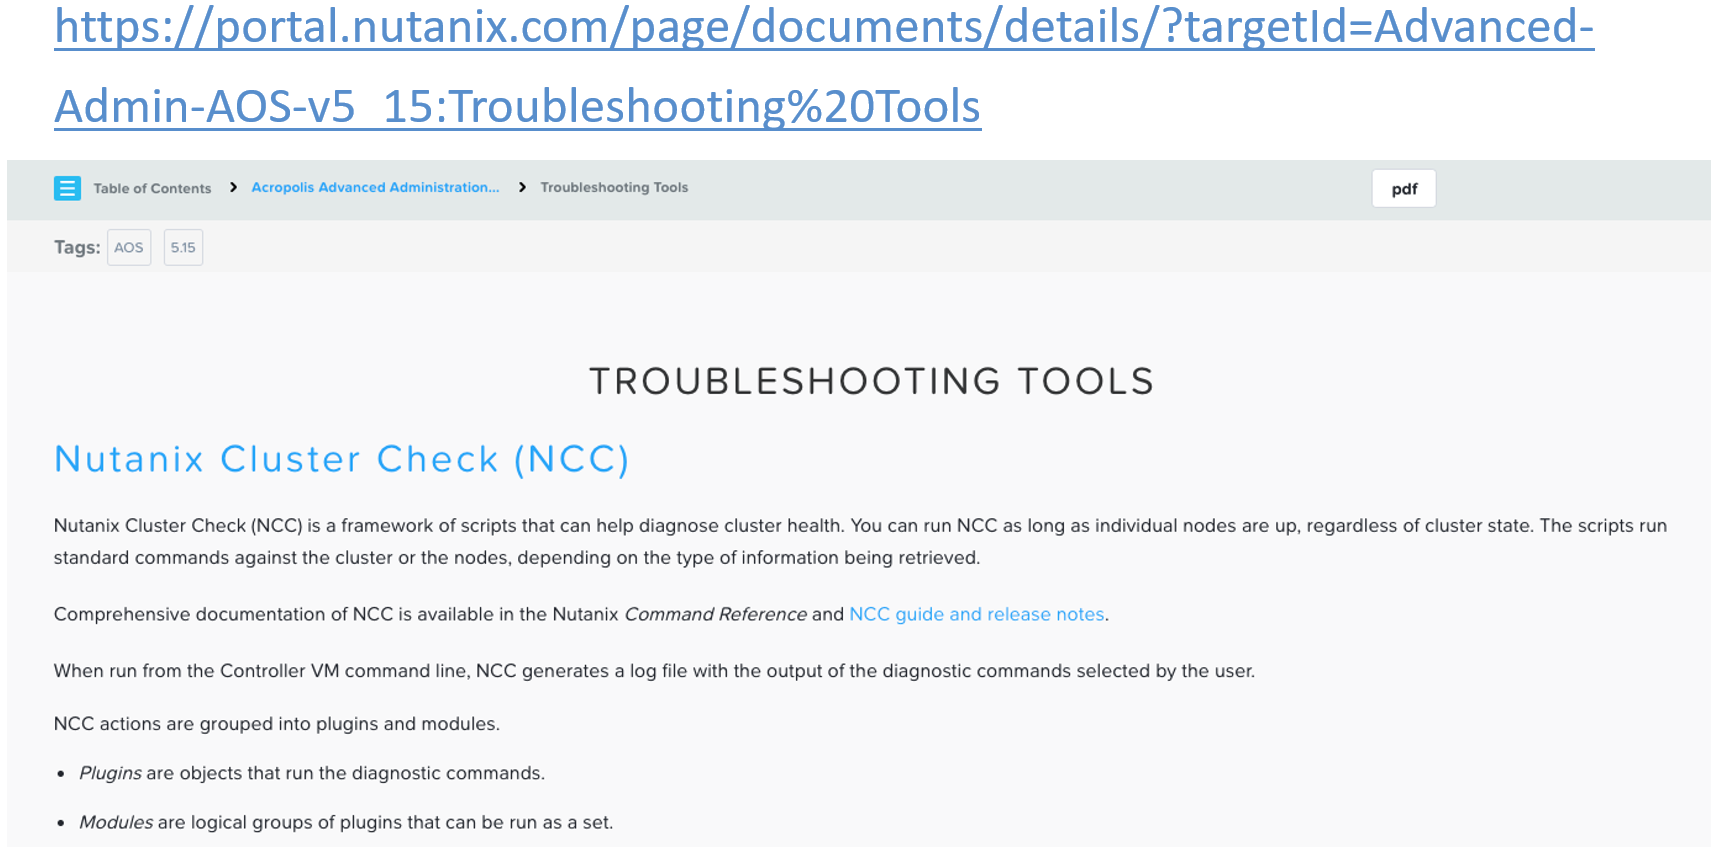 https://portal.nutanix.com/page/documents/details/?targetId=Advanced-
Admin-AOS-v5_15:Troubleshooting%20Tools
Table of Contents > Acropolis Advanced Administration... > Troubleshooting Tools pdf
Tags: AOS 5.15
TROUBLESHOOTING TOOLS
Nutanix Cluster Check (NCC)
Nutanix Cluster Check (NCC) is a framework of scripts that can help diagnose cluster health. You can run NCC as long as individual nodes are up, regardless of cluster state. The scripts run
standard commands against the cluster or the nodes, depending on the type of information being retrieved.
Comprehensive documentation of NCC is available in the Nutanix Command Reference and NCC guide and release notes.
When run from the Controller VM command line, NCC generates a log file with the output of the diagnostic commands selected by the user.
NCC actions are grouped into plugins and modules.
• Plugins are objects that run the diagnostic commands.
• Modules are logical groups of plugins that can be run as a set.